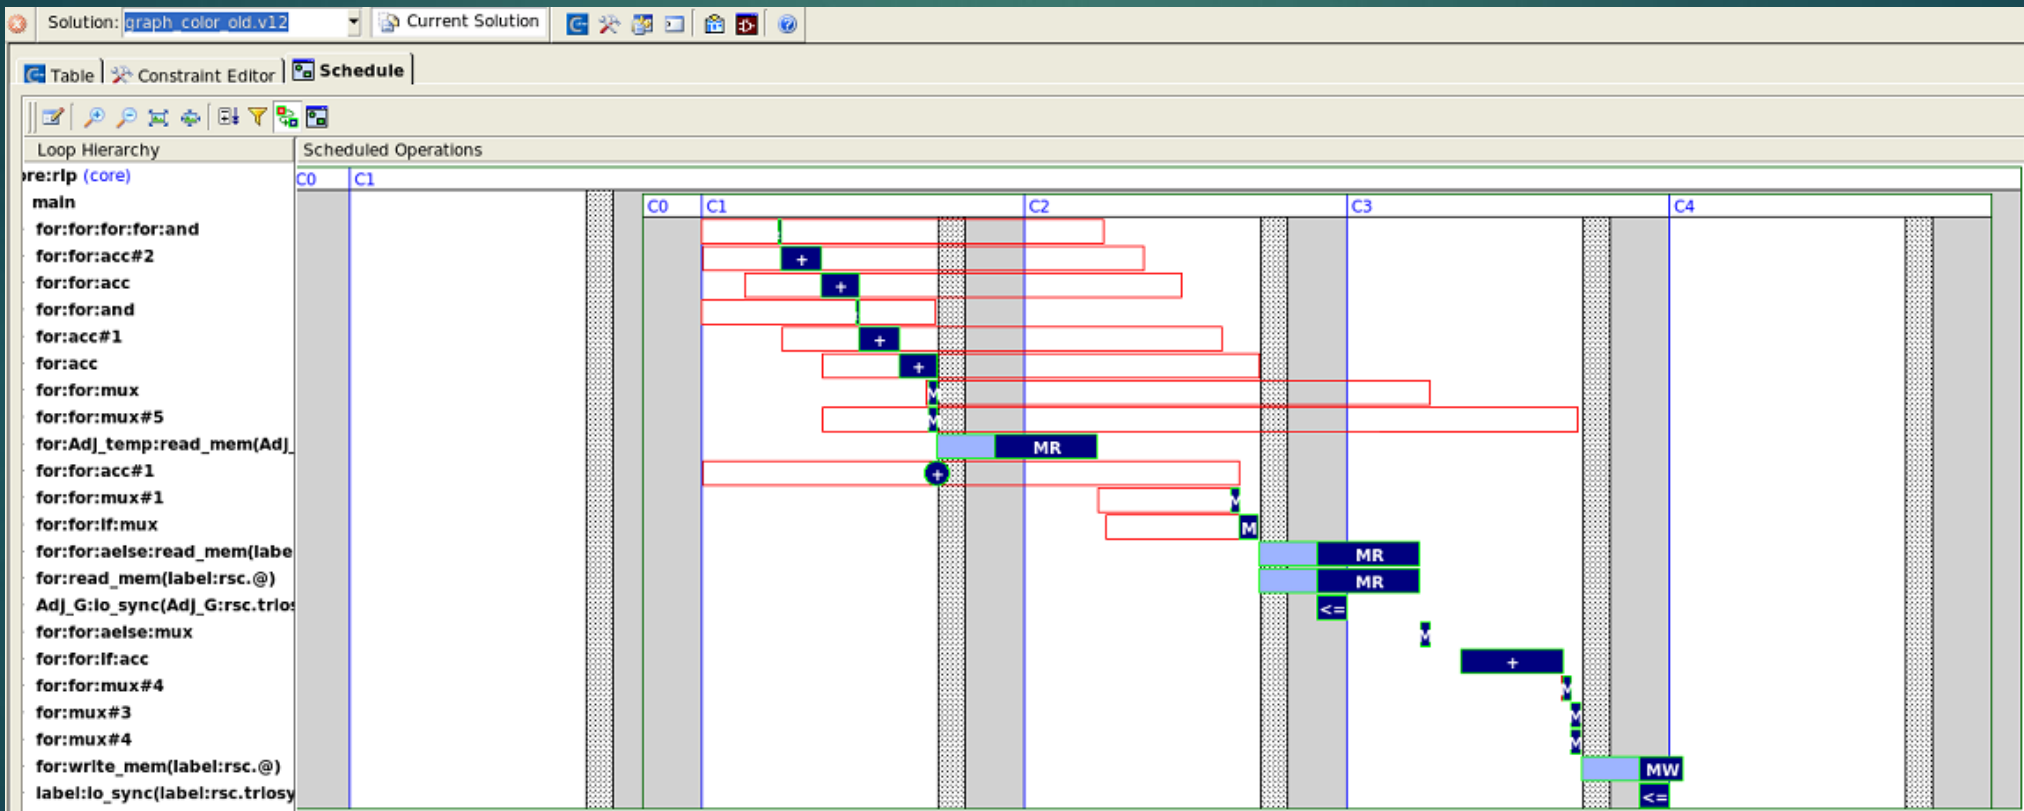 Solution: graph_color_old.v12 Current Solution
Table Constraint Editor Schedule
Loop Hierarchy Scheduled Operations
ore:rlp (core) C0 C1
main C0 C1 C2 C3 C4
for:for:for:for:and
for:for:acc#2 +
for:for:acc +
for:for:and
for:acc#1 +
for:acc +
for:for:mux M
for:for:mux#5 M
for:Adj_temp:read_mem(Adj_ MR
for:for:acc#1 +
for:for:mux#1 M
for:for:if:mux M
for:for:aelse:read_mem(labe MR
for:read_mem(label:rsc.@) MR
Adj_G:io_sync(Adj_G:rsc.trios <=
for:for:aelse:mux M
for:for:if:acc +
for:for:mux#4 M
for:mux#3 M
for:mux#4 M
for:write_mem(label:rsc.@) MW
label:io_sync(label:rsc.triosy <=